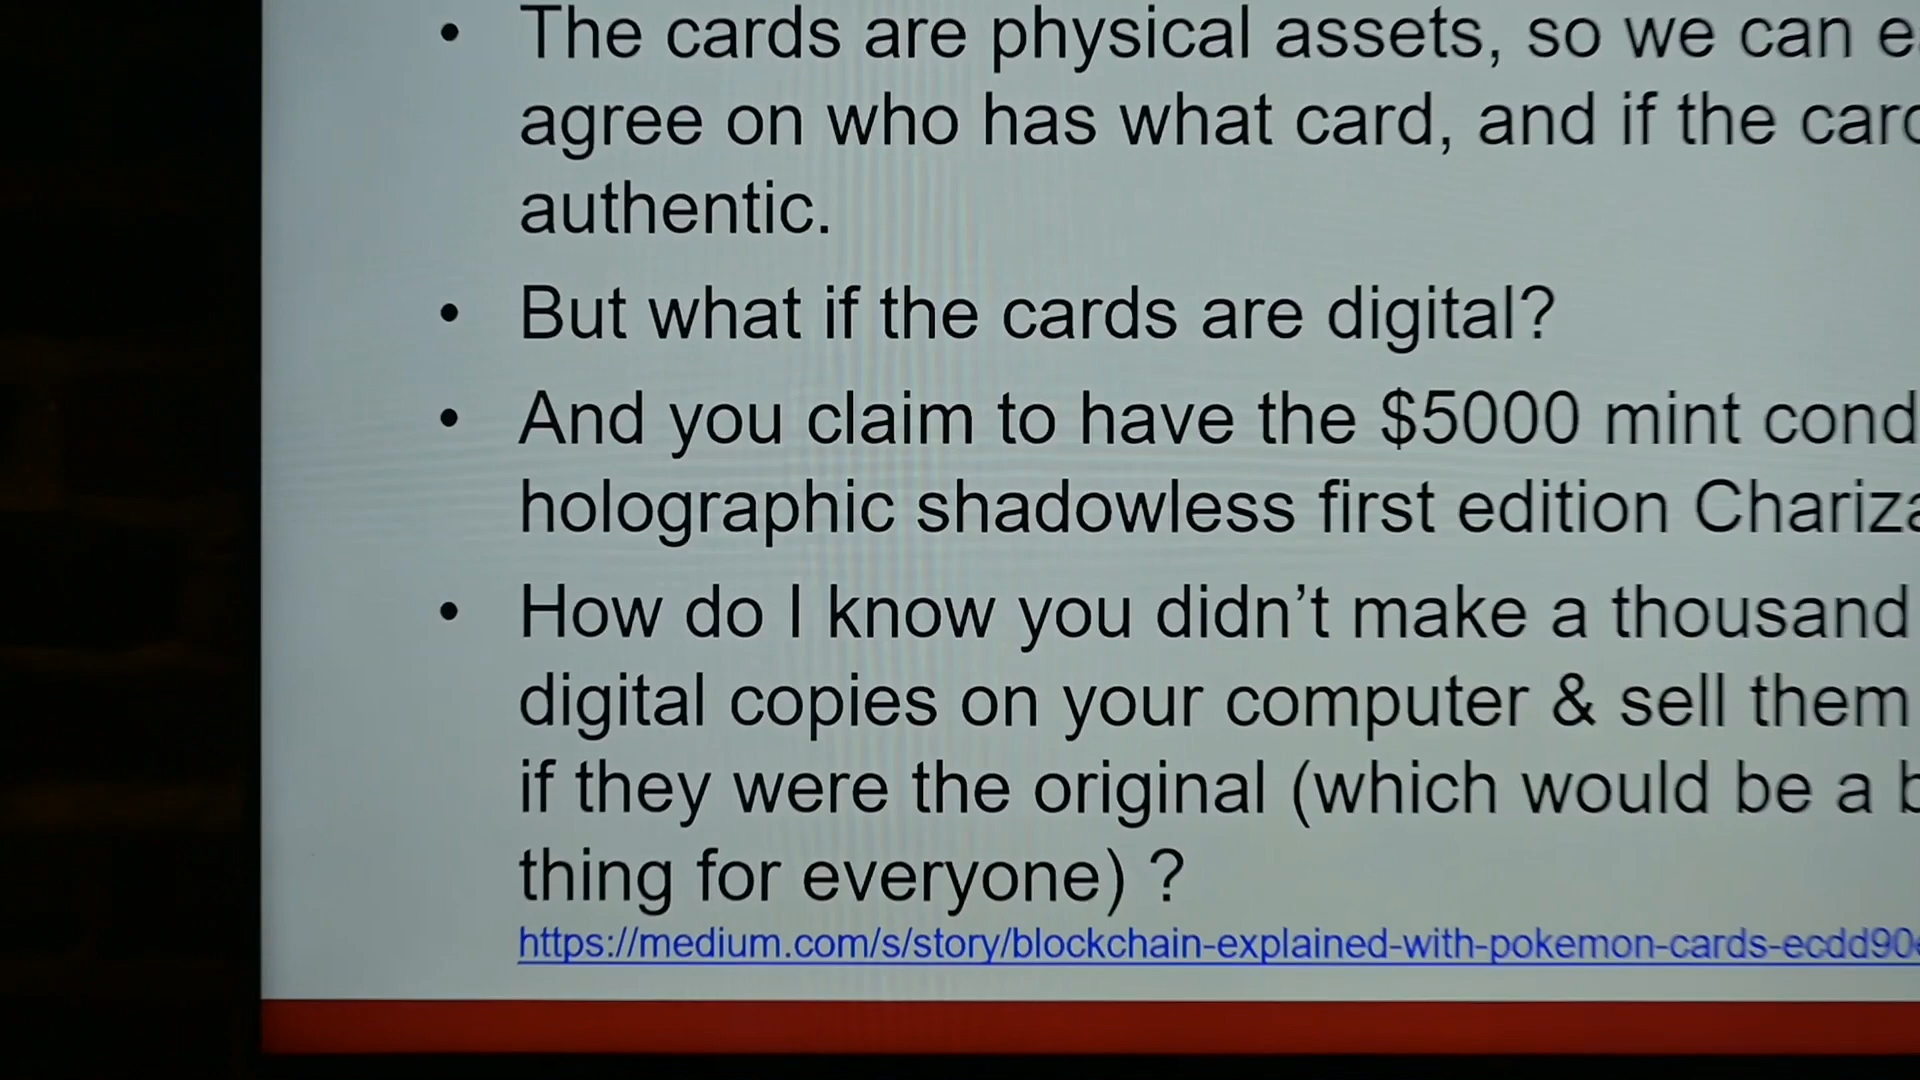 • The cards are physical assets, so we can
agree on who has what card, and if the
authentic.
• But what if the cards are digital?
• And you claim to have the $5000 mint
holographic shadowless first edition
• How do I know you didn’t make a thousand
digital copies on your computer & sell them
if they were the original (which would be a
thing for everyone) ?
https://medium.com/s/story/blockchain-explained-with-pokemon-cards-ecdd90